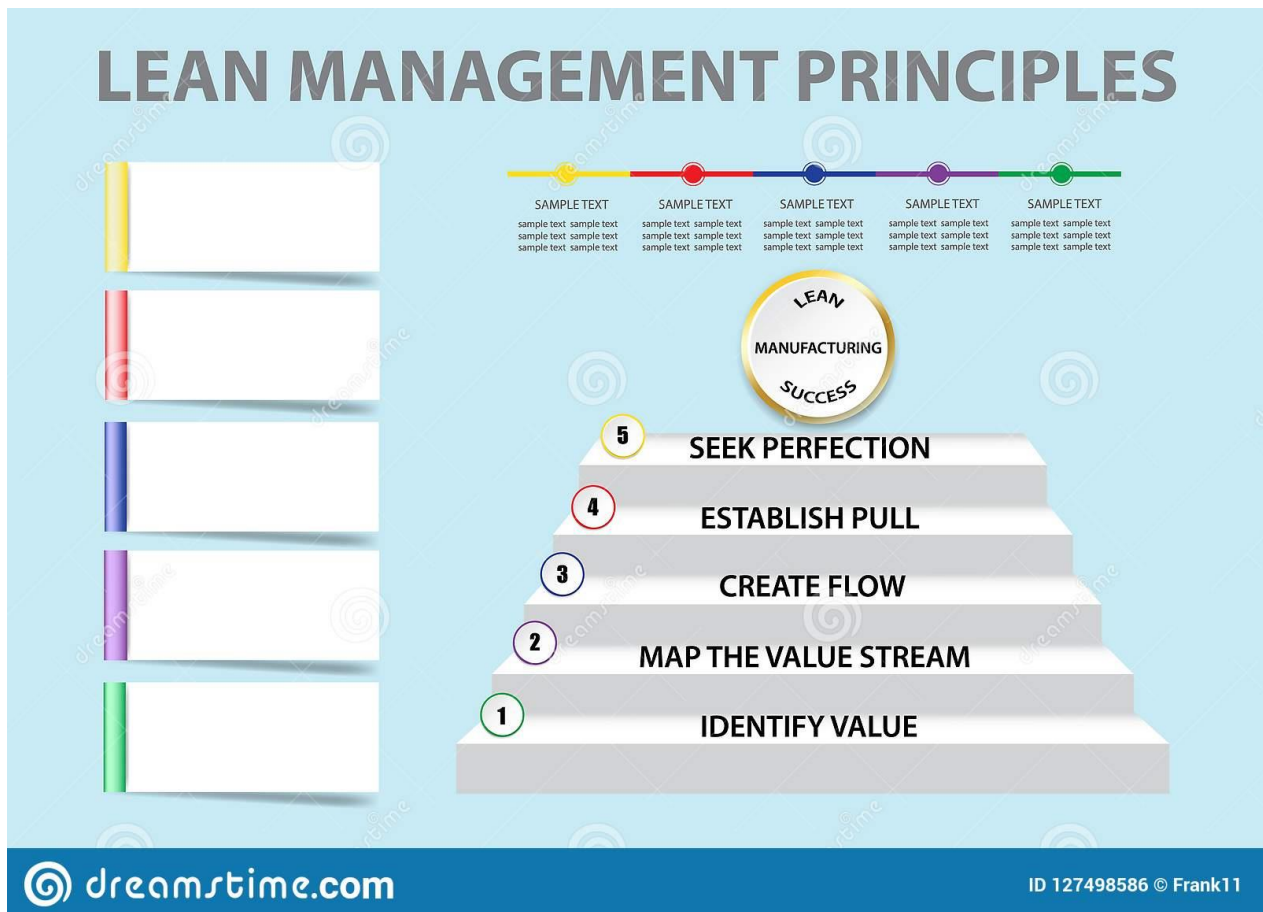 LEAN MANAGEMENT PRINCIPLES
SAMPLE TEXT SAMPLE TEXT SAMPLE TEXT SAMPLE TEXT SAMPLE TEXT
sample text sample text sample text sample text sample text sample text sample text sample text sample text sample text
sample text sample text sample text sample text sample text sample text sample text sample text sample text sample text
sample text sample text sample text sample text sample text sample text sample text sample text sample text sample text
LEAN
MANUFACTURING
SUCCESS
5 SEEK PERFECTION
4 ESTABLISH PULL
3 CREATE FLOW
2 MAP THE VALUE STREAM
1 IDENTIFY VALUE
dreamstime.com
ID 127498586 © Frank11